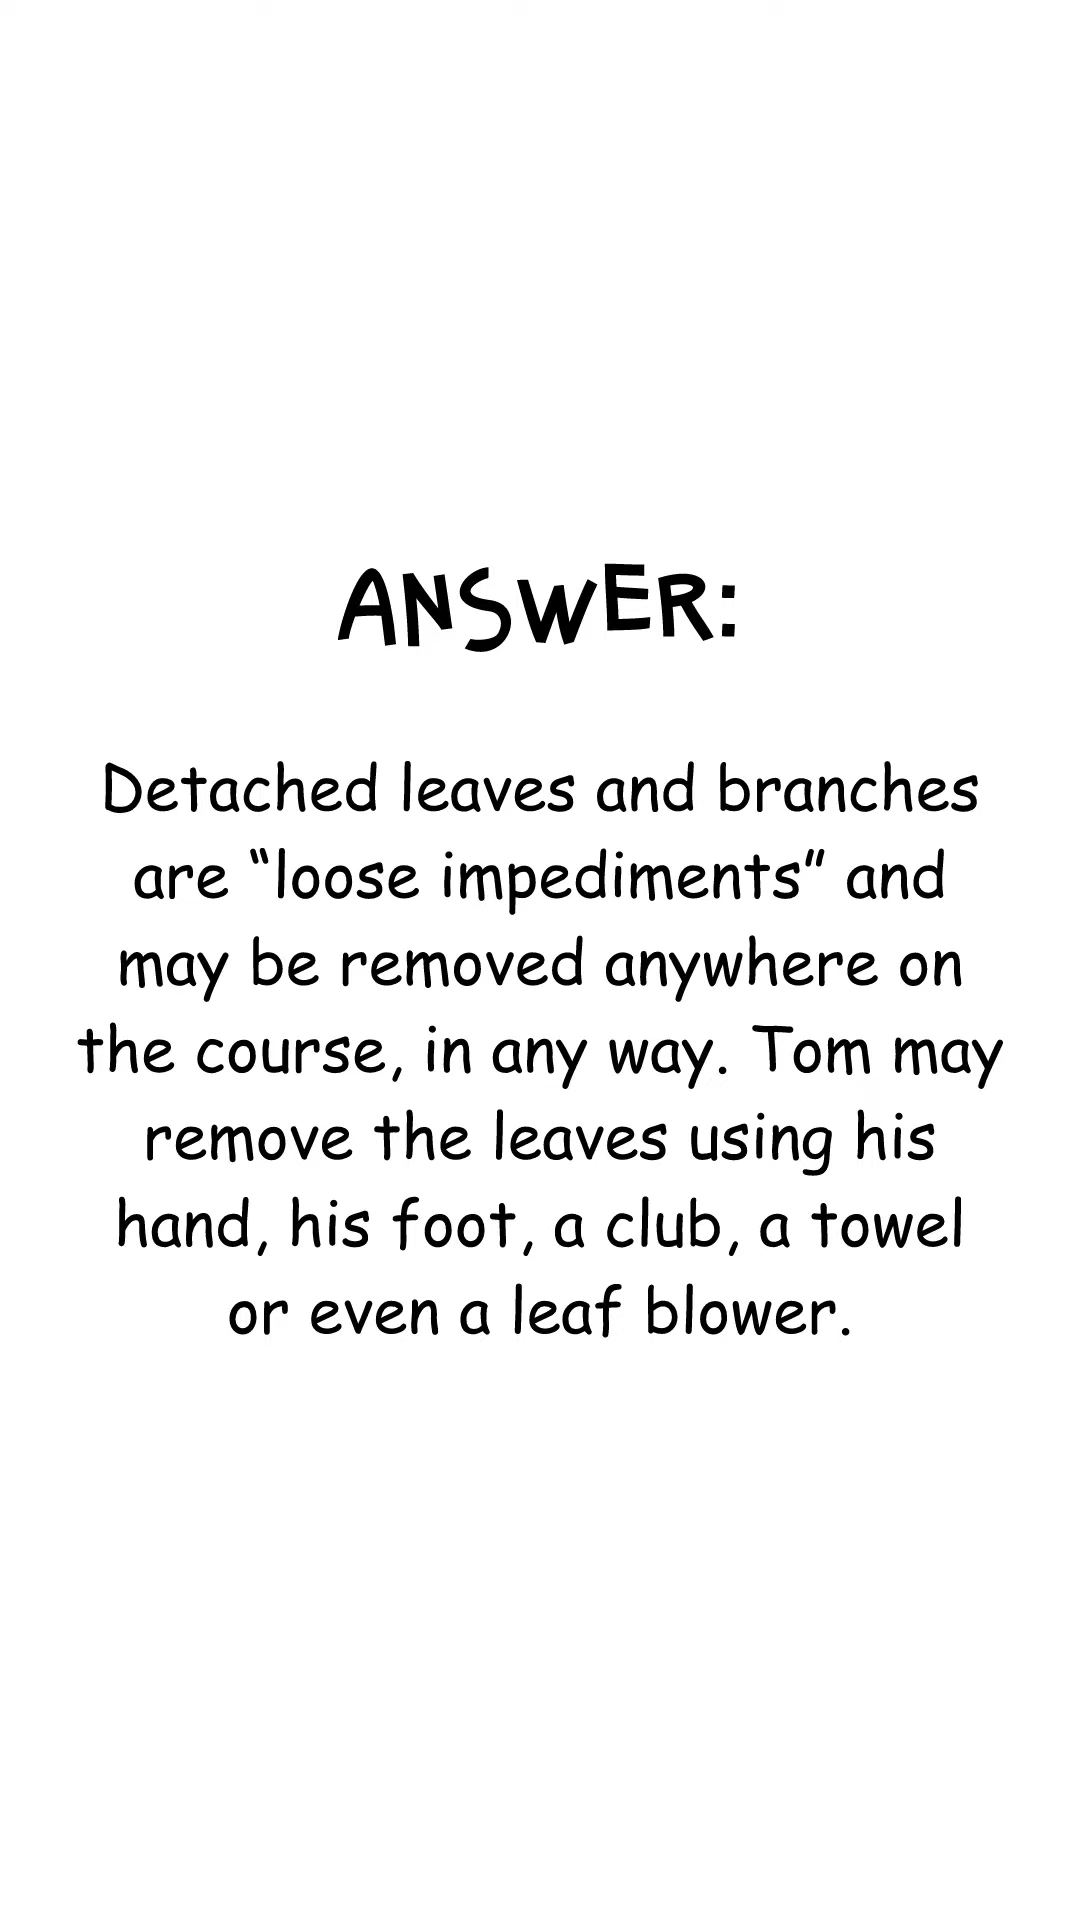 ANSWER:
Detached leaves and branches
are “loose impediments” and
may be removed anywhere on
the course, in any way. Tom may
remove the leaves using his
hand, his foot, a club, a towel
or even a leaf blower.